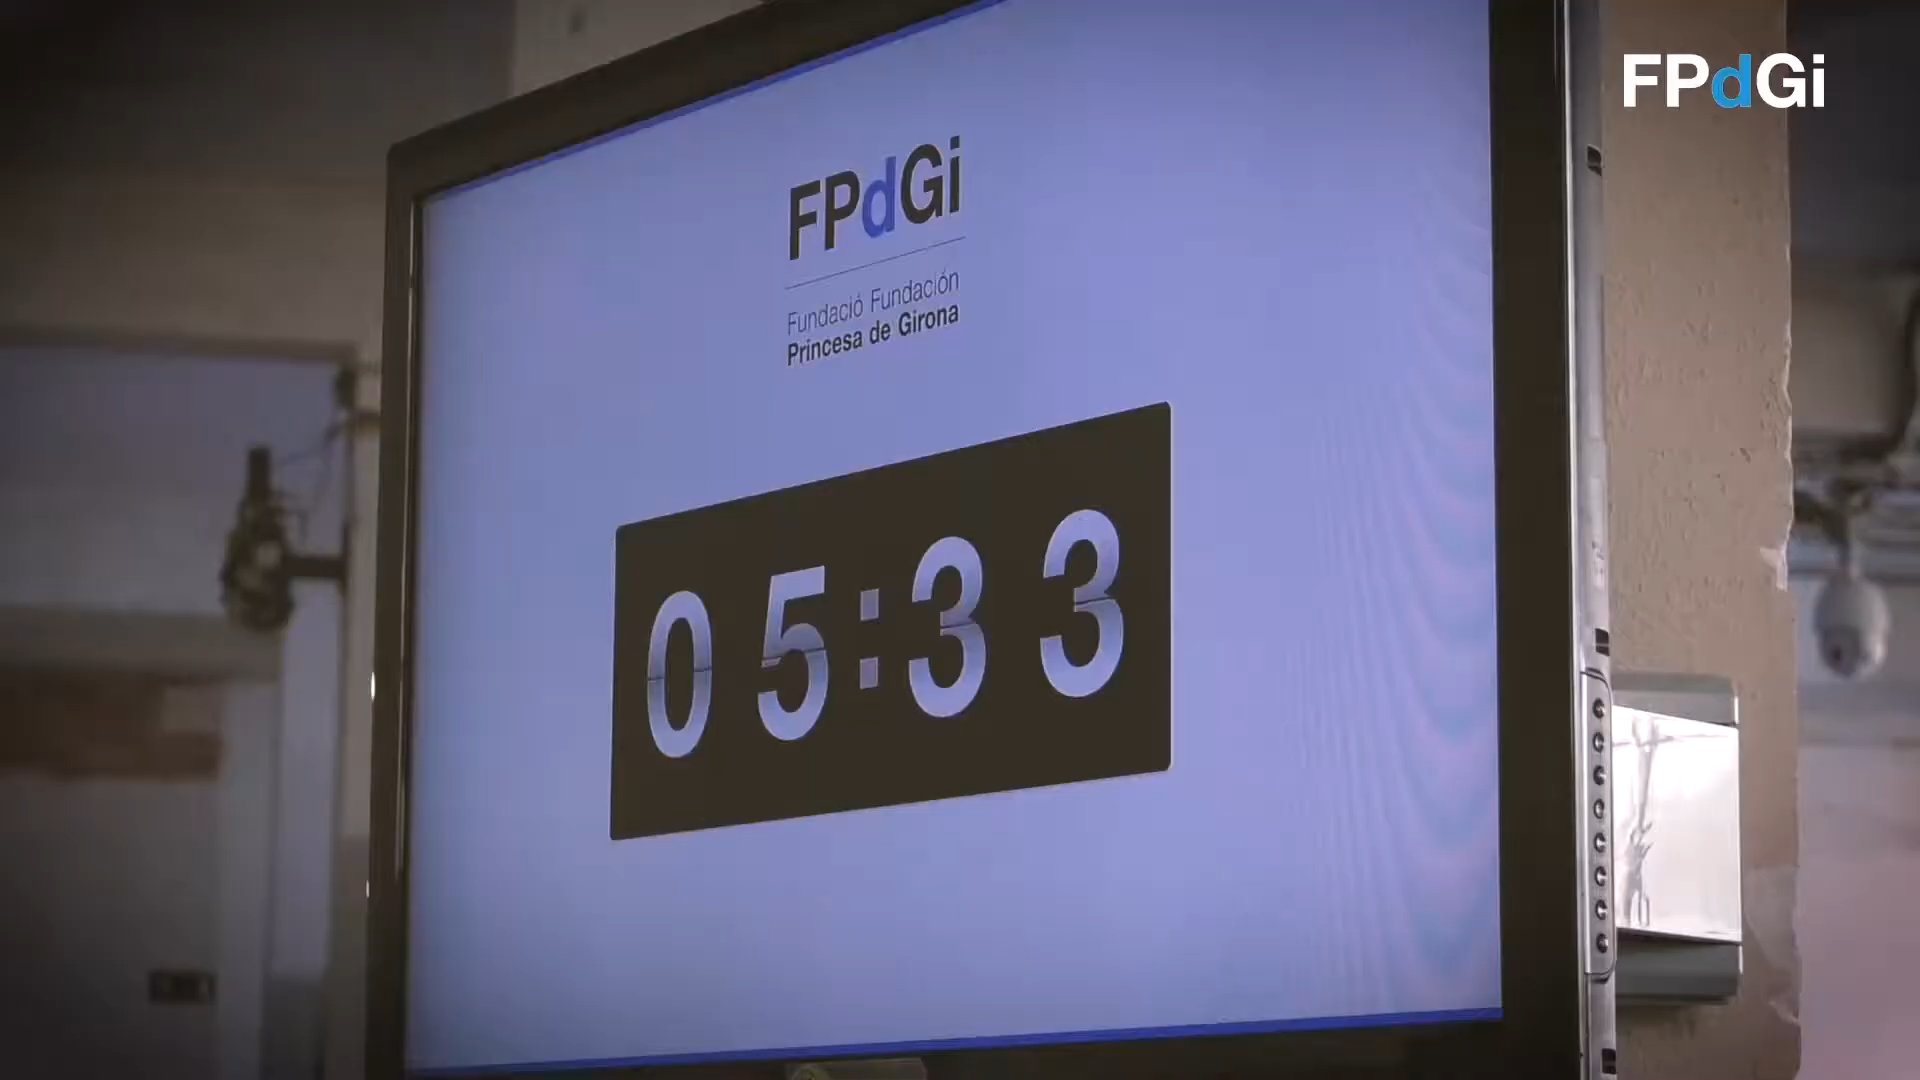 FPdGi
FPdGi
Fundació Fundación
Princesa de Girona
05:33